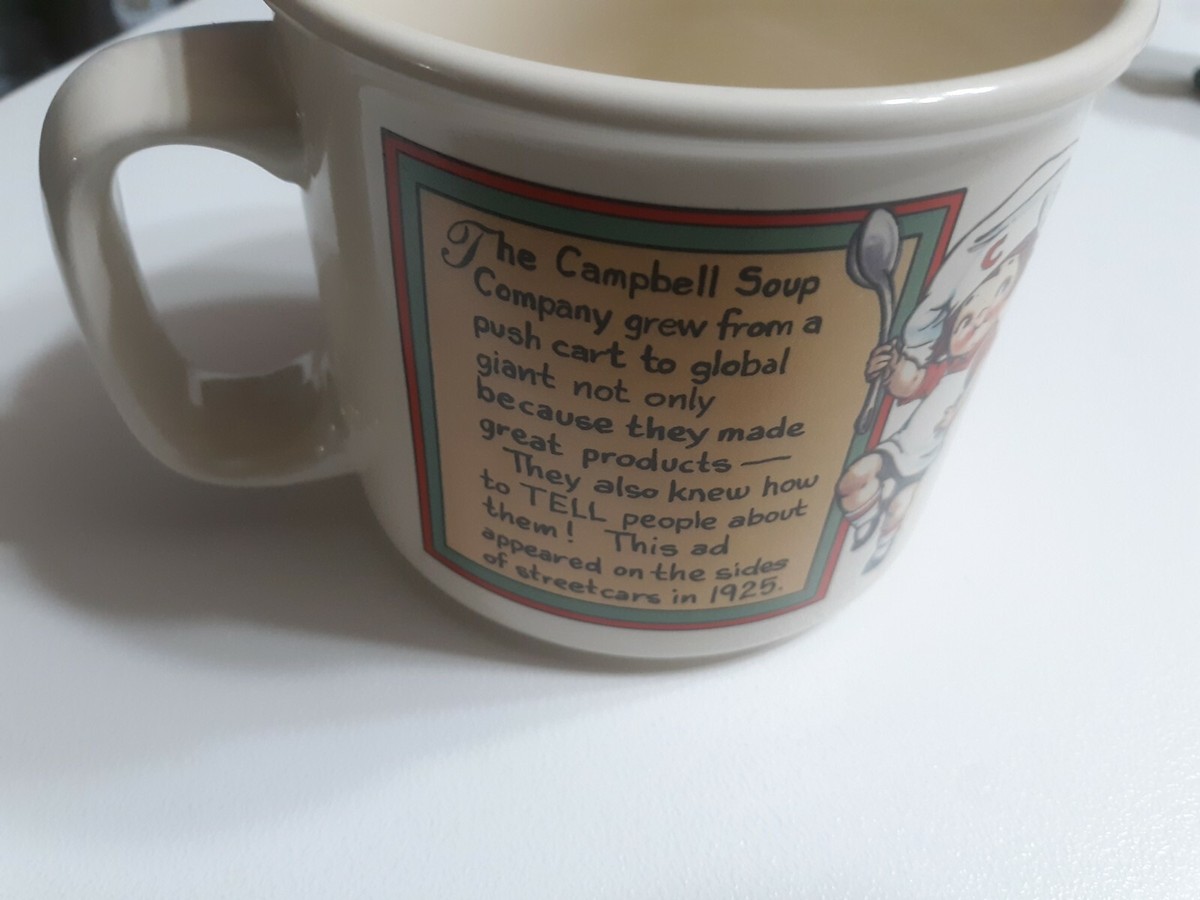 The Campbell Soup
Company grew from a
push cart to global
giant not only
because they made
great products —
They also knew how
to TELL people about
them! This ad
appeared on the sides
of streetcars in 1925.
C